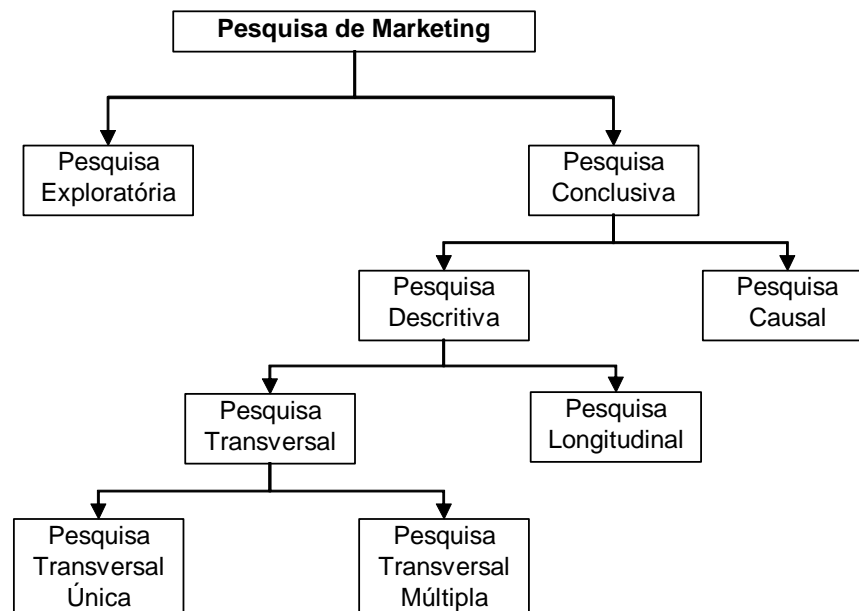 Pesquisa de Marketing
Pesquisa
Exploratória
Pesquisa
Conclusiva
Pesquisa
Descritiva
Pesquisa
Causal
Pesquisa
Transversal
Pesquisa
Longitudinal
Pesquisa
Transversal
Única
Pesquisa
Transversal
Múltipla